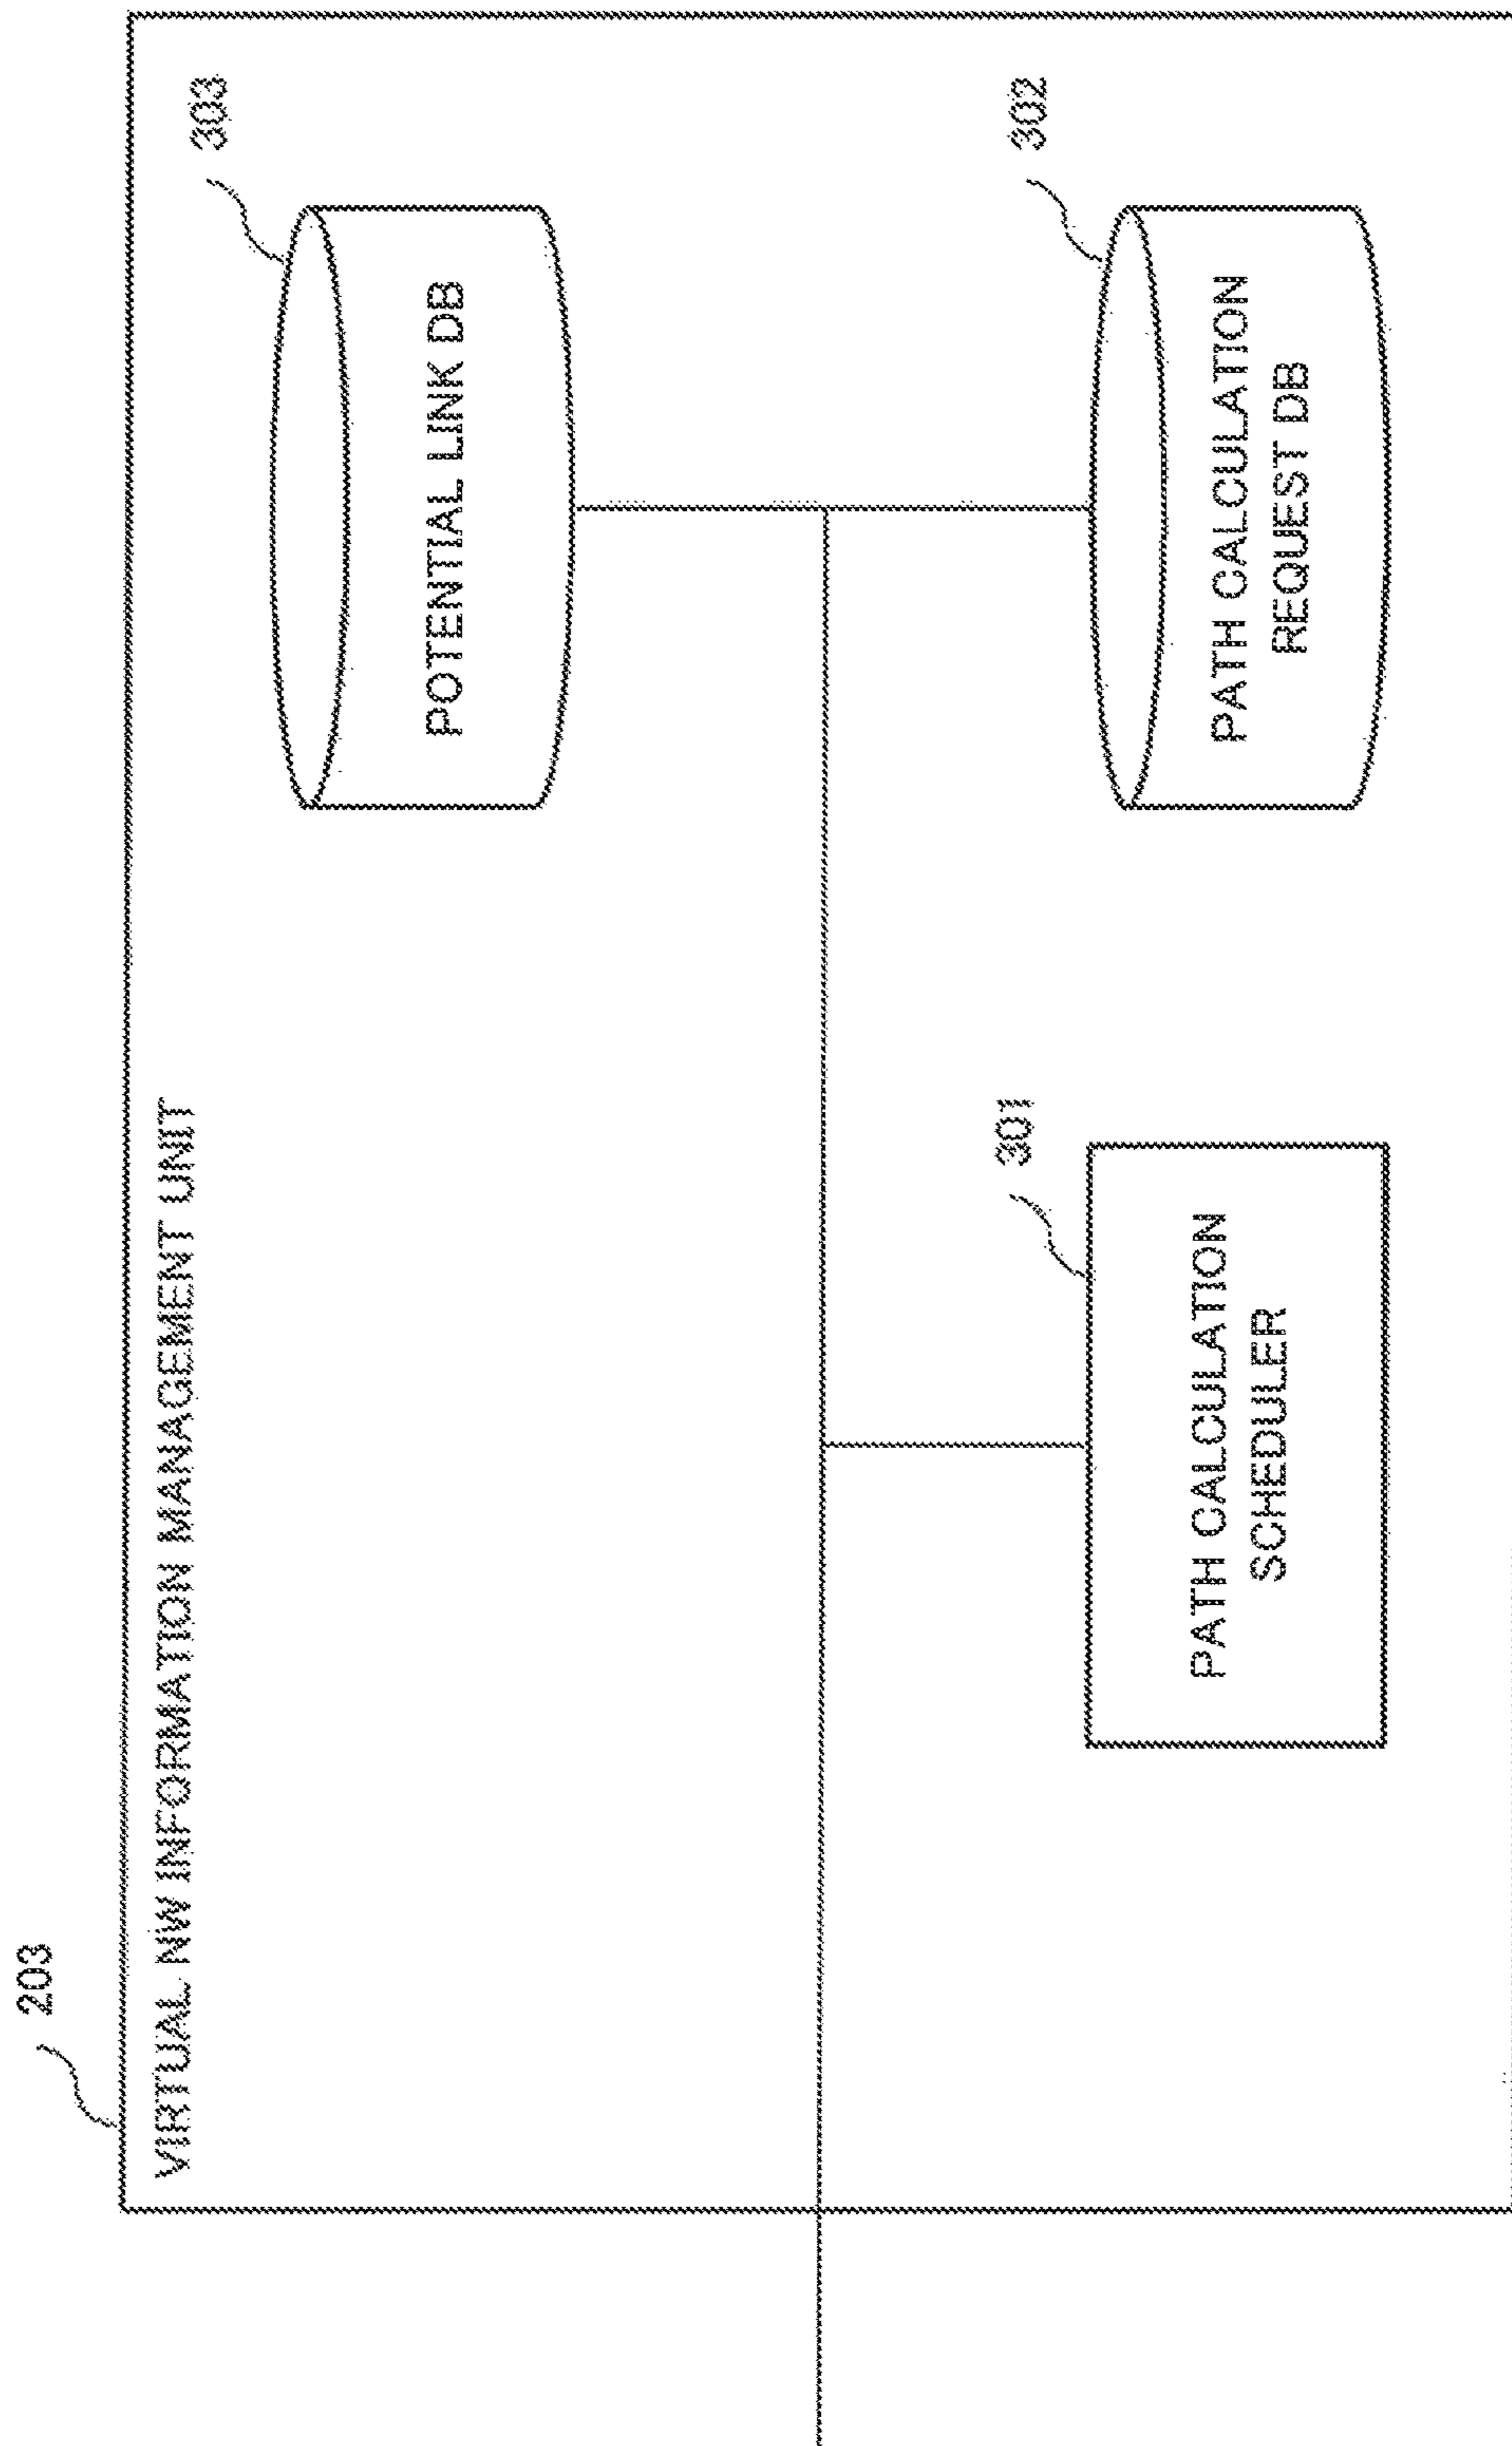 203
VIRTUAL NW INFORMATION MANAGEMENT UNIT
303
POTENTIAL LINK DB
301
PATH CALCULATION
SCHEDULER
302
PATH CALCULATION
REQUEST DB